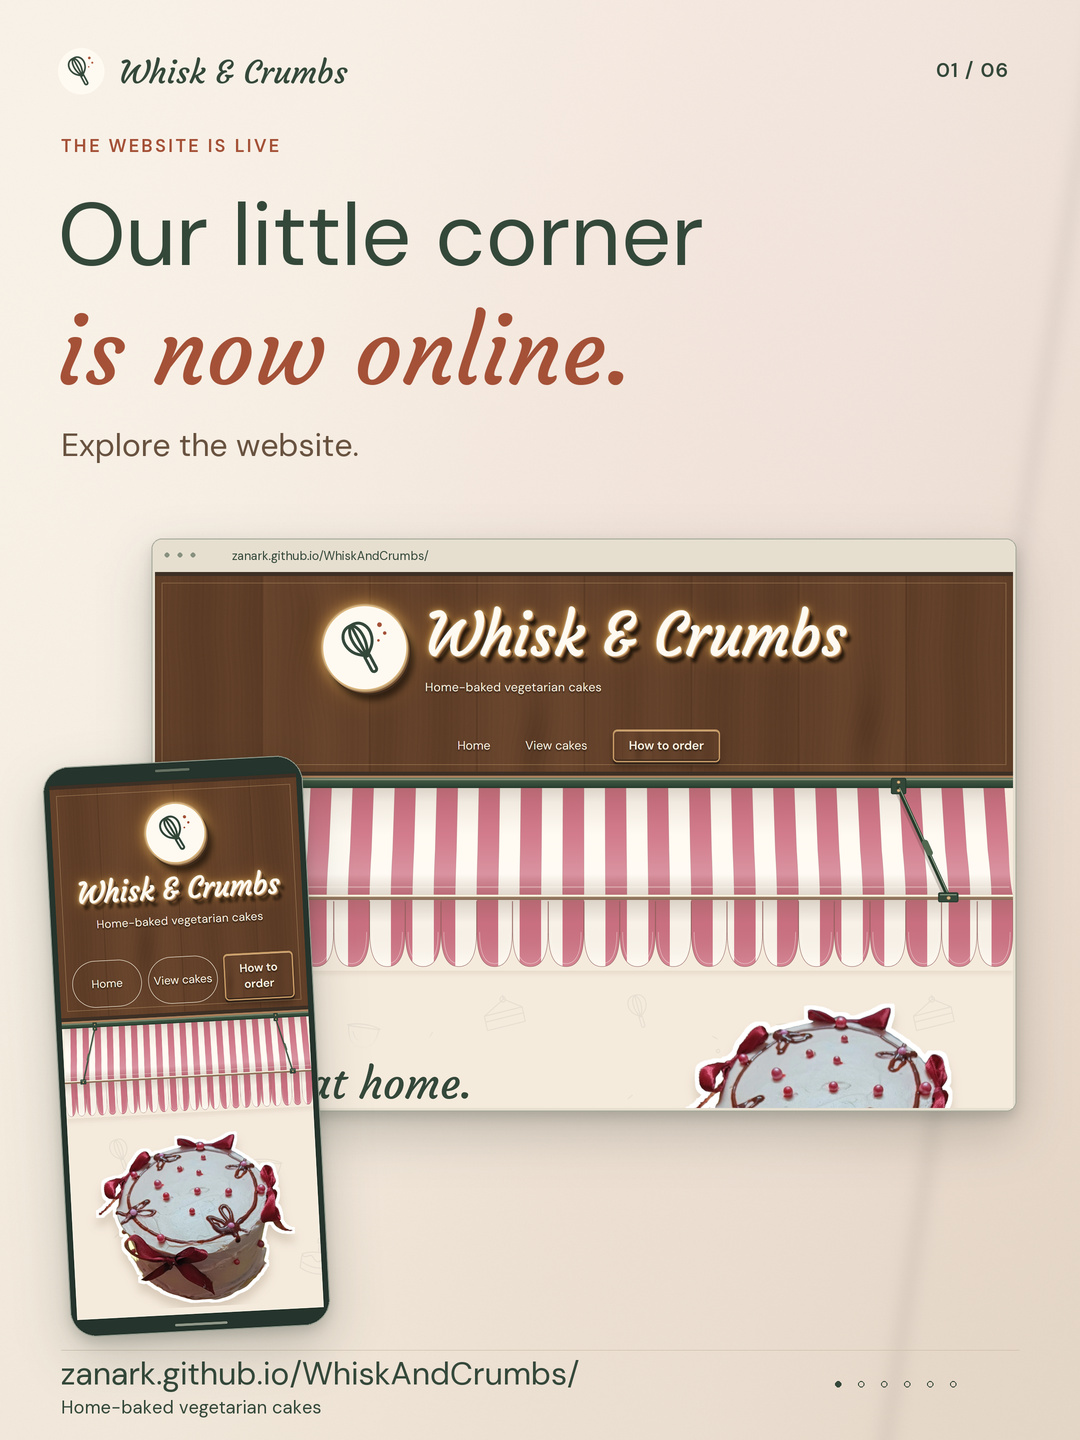 Whisk & Crumbs
01 / 06
THE WEBSITE IS LIVE
Our little corner
is now online.
Explore the website.
zanark.github.io/WhiskAndCrumbs/
Whisk & Crumbs
Home-baked vegetarian cakes
Home
View cakes
How to order
at home.
Whisk & Crumbs
Home-baked vegetarian cakes
Home
View cakes
How to
order
zanark.github.io/WhiskAndCrumbs/
Home-baked vegetarian cakes